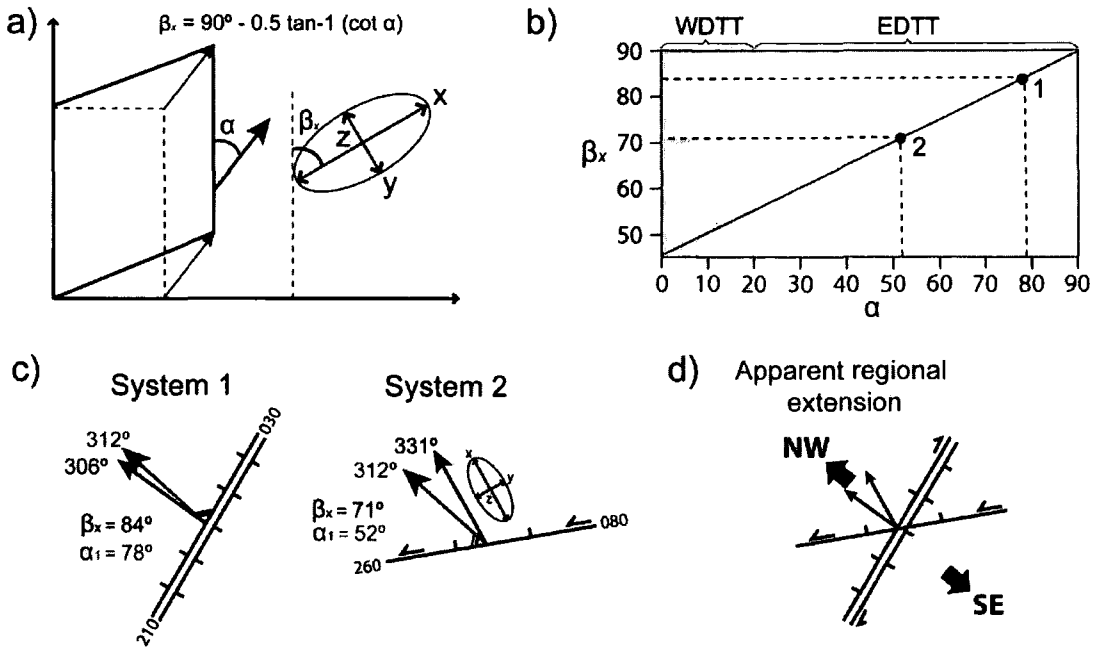 a)
βx = 90º - 0.5 tan-1 (cot α)
α
βx
x
z
y
b)
WDTT
EDTT
90
80
70
60
50
βx
1
2
0 10 20 30 40 50 60 70 80 90
α
c)
System 1
312º
306º
βx = 84º
α1 = 78º
030
210
System 2
331º
312º
x
y
z
βx = 71º
α1 = 52º
080
260
d)
Apparent regional
extension
NW
SE